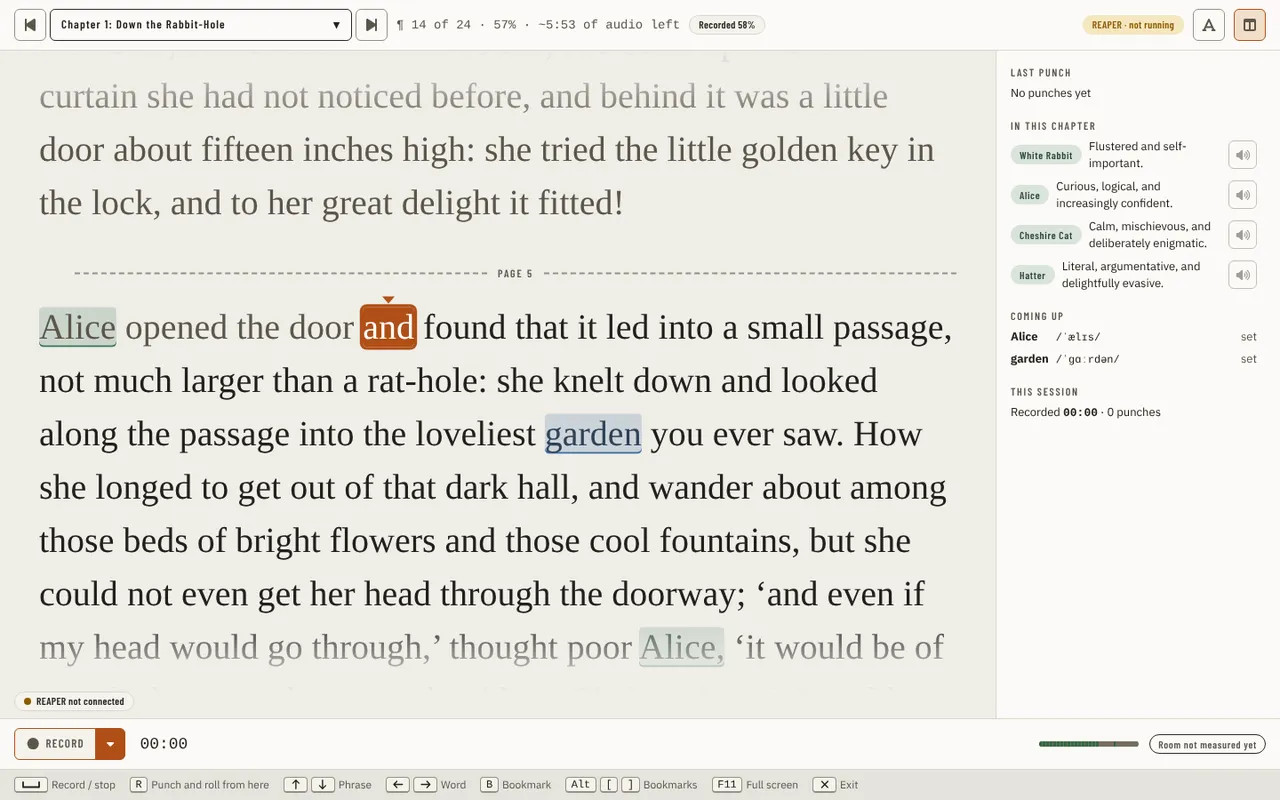 Chapter 1: Down the Rabbit-Hole
¶ 14 of 24 · 57% · ~5:53 of audio left
Recorded 58%
REAPER · not running
A
curtain she had not noticed before, and behind it was a little
door about fifteen inches high: she tried the little golden key in
the lock, and to her great delight it fitted!
PAGE 5
Alice opened the door and found that it led into a small passage,
not much larger than a rat-hole: she knelt down and looked
along the passage into the loveliest garden you ever saw. How
she longed to get out of that dark hall, and wander about among
those beds of bright flowers and those cool fountains, but she
could not even get her head through the doorway; ‘and even if
my head would go through,’ thought poor Alice, ‘it would be of
LAST PUNCH
No punches yet
IN THIS CHAPTER
White Rabbit
Flustered and self-
important.
Alice
Curious, logical, and
increasingly confident.
Cheshire Cat
Calm, mischievous, and
deliberately enigmatic.
Hatter
Literal, argumentative, and
delightfully evasive.
COMING UP
Alice /ˈælɪs/ set
garden /ˈɡɑːrdən/ set
THIS SESSION
Recorded 00:00 · 0 punches
REAPER not connected
RECORD
00:00
Room not measured yet
Record / stop
R Punch and roll from here
↑ ↓ Phrase
← → Word
B Bookmark
Alt [ ] Bookmarks
F11 Full screen
X Exit